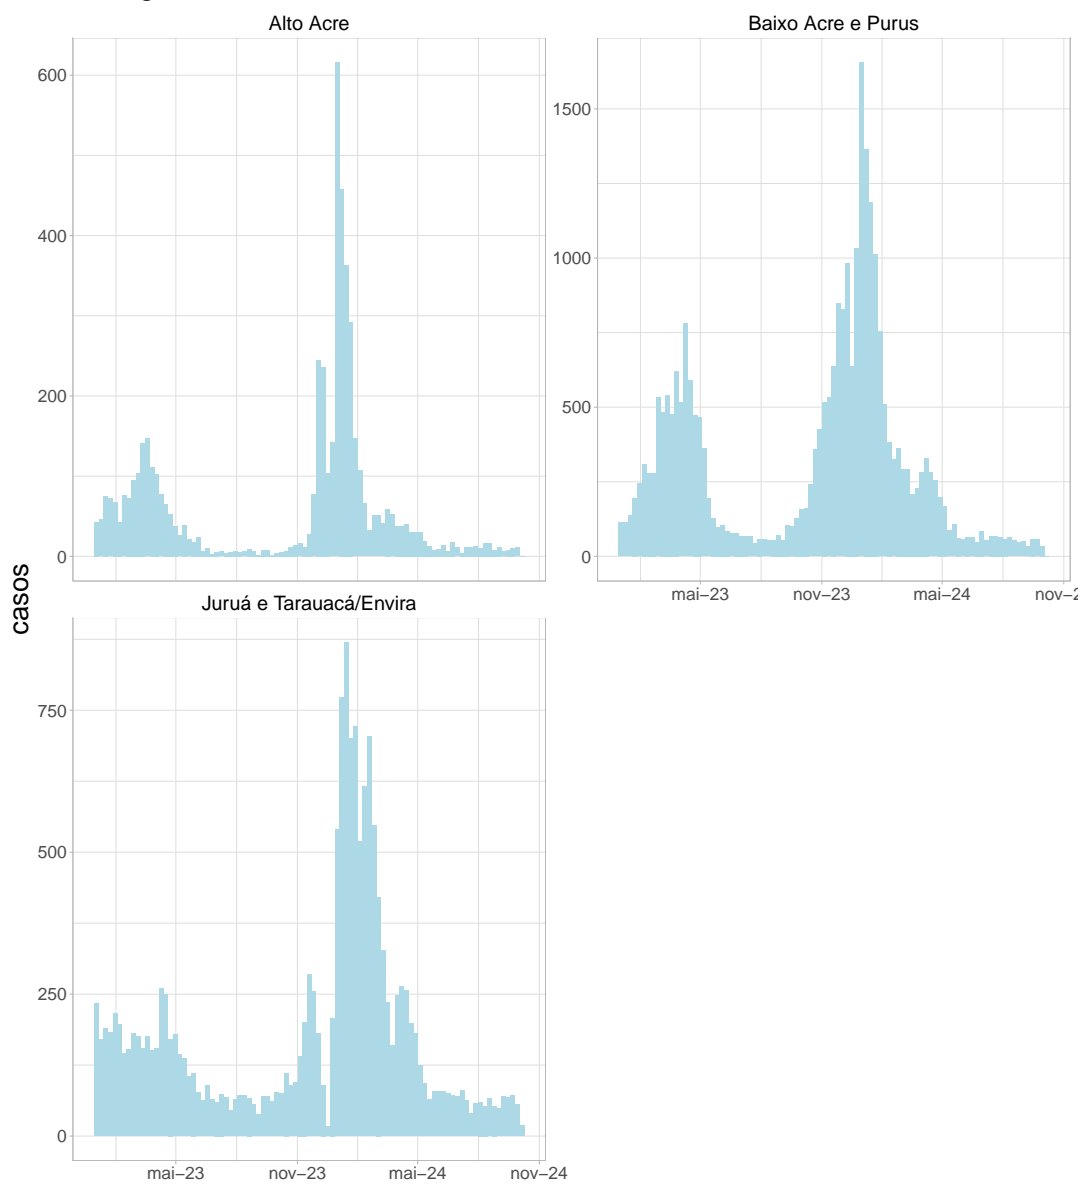 Alto Acre
Baixo Acre e Purus
600
400
200
0
1500
1000
500
0
mai–23
nov–23
mai–24
casos
Juruá e Tarauacá/Envira
750
500
250
0
mai–23
nov–23
mai–24
nov–24